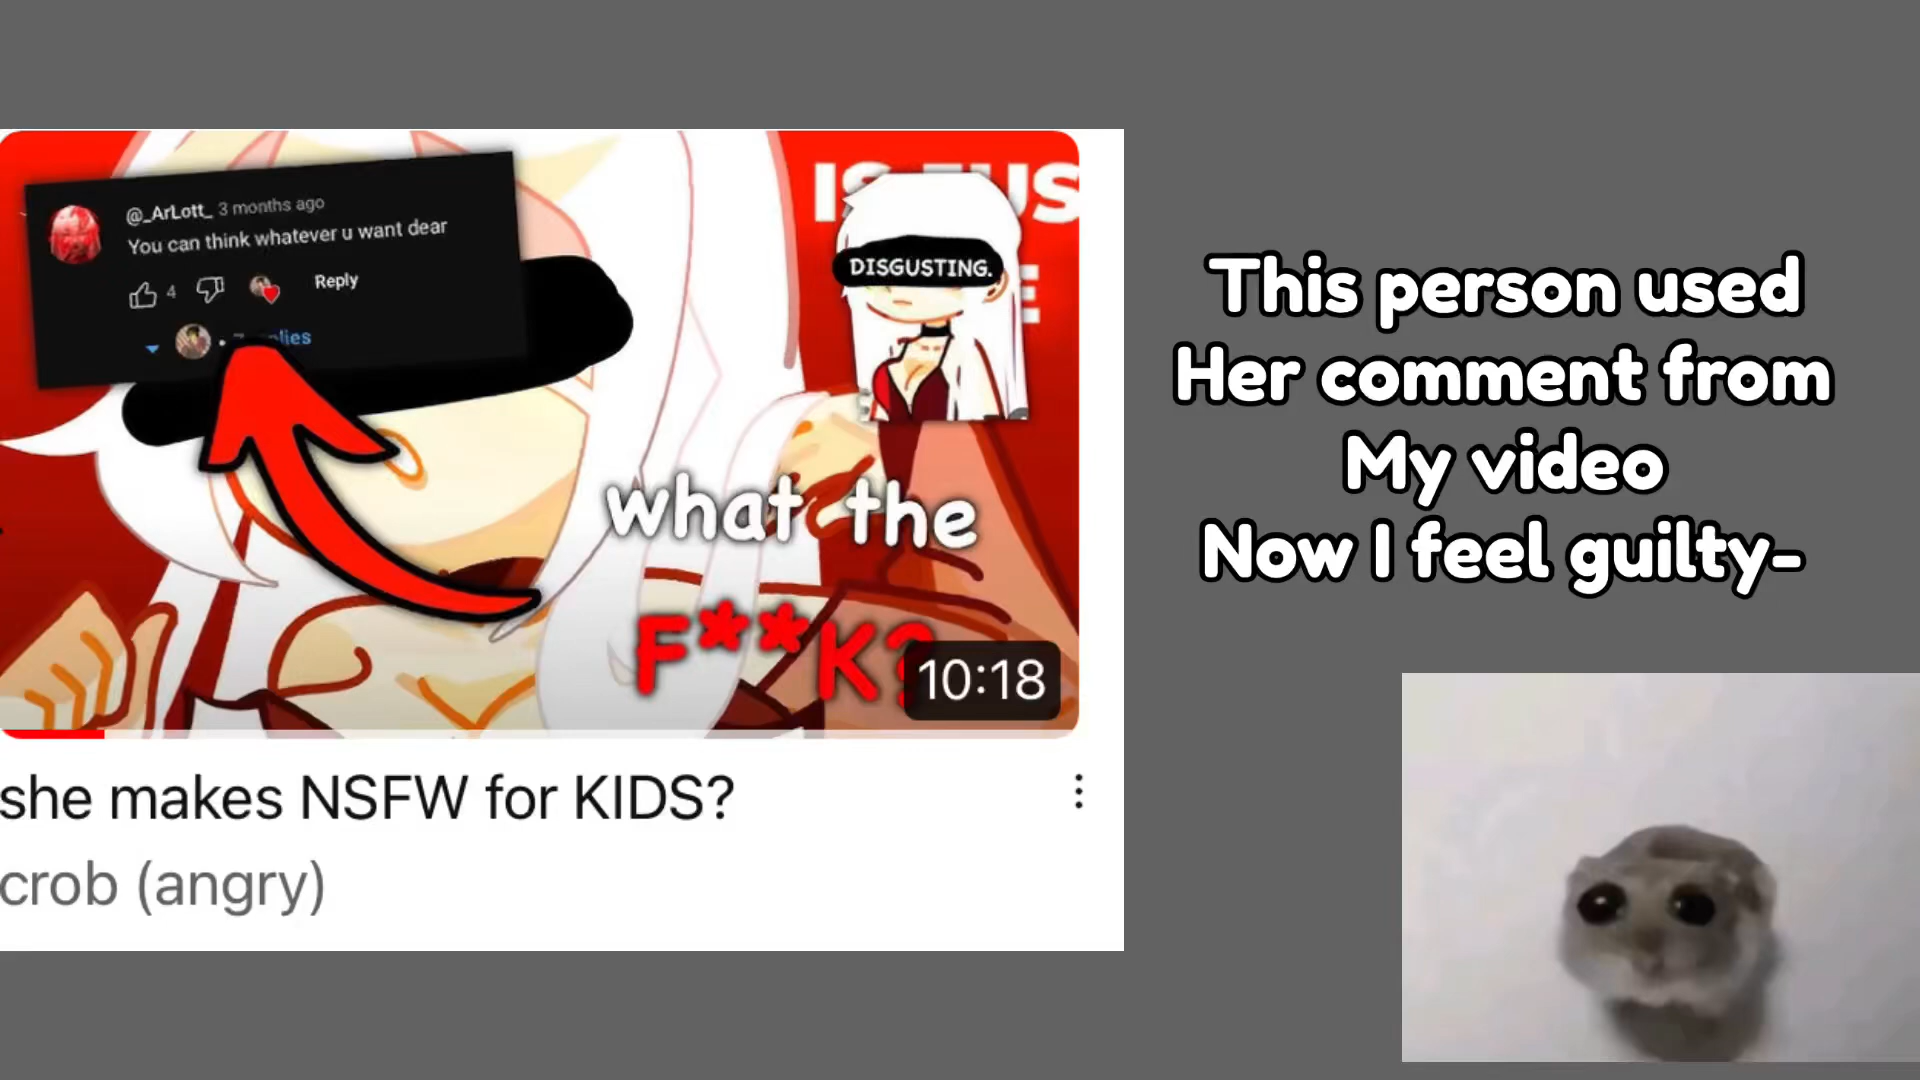 @_ArLott_ 3 months ago
You can think whatever u want dear
4
Reply
DISGUSTING.
what the
F**K?
10:18
she makes NSFW for KIDS?
crob (angry)
This person used
Her comment from
My video
Now I feel guilty-